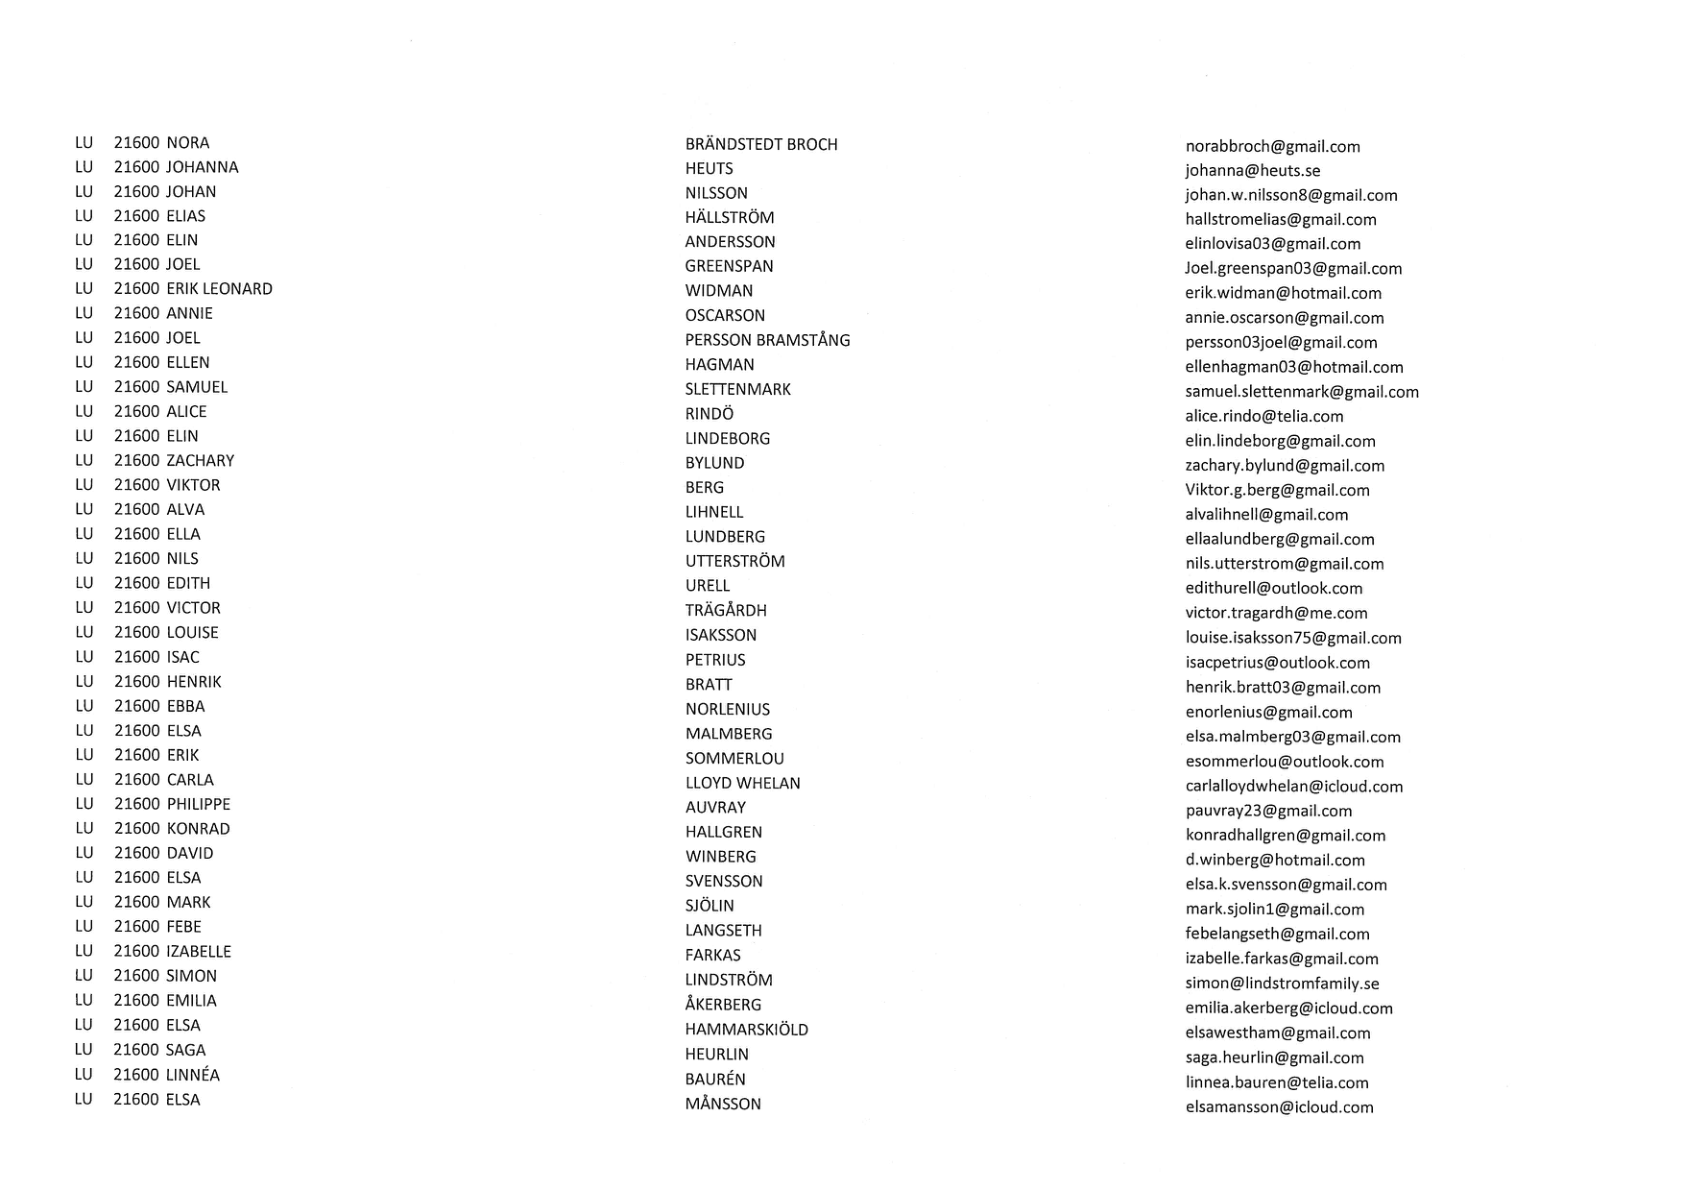 LU 21600 NORA BRÄNDSTEDT BROCH norabbroch@gmail.com
LU 21600 JOHANNA HEUTS johanna@heuts.se
LU 21600 JOHAN NILSSON johan.w.nilsson8@gmail.com
LU 21600 ELIAS HÄLLSTRÖM hallstromelias@gmail.com
LU 21600 ELIN ANDERSSON elinlovisa03@gmail.com
LU 21600 JOEL GREENSPAN Joel.greenspan03@gmail.com
LU 21600 ERIK LEONARD WIDMAN erik.widman@hotmail.com
LU 21600 ANNIE OSCARSON annie.oscarson@gmail.com
LU 21600 JOEL PERSSON BRAMSTÅNG persson03joel@gmail.com
LU 21600 ELLEN HAGMAN ellenhagman03@hotmail.com
LU 21600 SAMUEL SLETTENMARK samuel.slettenmark@gmail.com
LU 21600 ALICE RINDÖ alice.rindo@telia.com
LU 21600 ELIN LINDEBORG elin.lindeborg@gmail.com
LU 21600 ZACHARY BYLUND zachary.bylund@gmail.com
LU 21600 VIKTOR BERG Viktor.g.berg@gmail.com
LU 21600 ALVA LIHNELL alvalihnell@gmail.com
LU 21600 ELLA LUNDBERG ellaalundberg@gmail.com
LU 21600 NILS UTTERSTRÖM nils.utterstrom@gmail.com
LU 21600 EDITH URELL edithurell@outlook.com
LU 21600 VICTOR TRÄGÅRDH victor.tragardh@me.com
LU 21600 LOUISE ISAKSSON louise.isaksson75@gmail.com
LU 21600 ISAC PETRIUS isacpetrius@outlook.com
LU 21600 HENRIK BRATT henrik.bratt03@gmail.com
LU 21600 EBBA NORLENIUS enorlenius@gmail.com
LU 21600 ELSA MALMBERG elsa.malmberg03@gmail.com
LU 21600 ERIK SOMMERLOU esommerlou@outlook.com
LU 21600 CARLA LLOYD WHELAN carlalloydwhelan@icloud.com
LU 21600 PHILIPPE AUVRAY pauvray23@gmail.com
LU 21600 KONRAD HALLGREN konradhallgren@gmail.com
LU 21600 DAVID WINBERG d.winberg@hotmail.com
LU 21600 ELSA SVENSSON elsa.k.svensson@gmail.com
LU 21600 MARK SJÖLIN mark.sjolin1@gmail.com
LU 21600 FEBE LANGSETH febelangseth@gmail.com
LU 21600 IZABELLE FARKAS izabelle.farkas@gmail.com
LU 21600 SIMON LINDSTRÖM simon@lindstromfamily.se
LU 21600 EMILIA ÅKERBERG emilia.akerberg@icloud.com
LU 21600 ELSA HAMMARSKIÖLD elsawestham@gmail.com
LU 21600 SAGA HEURLIN saga.heurlin@gmail.com
LU 21600 LINNÉA BAURÉN linnea.bauren@telia.com
LU 21600 ELSA MÅNSSON elsamansson@icloud.com